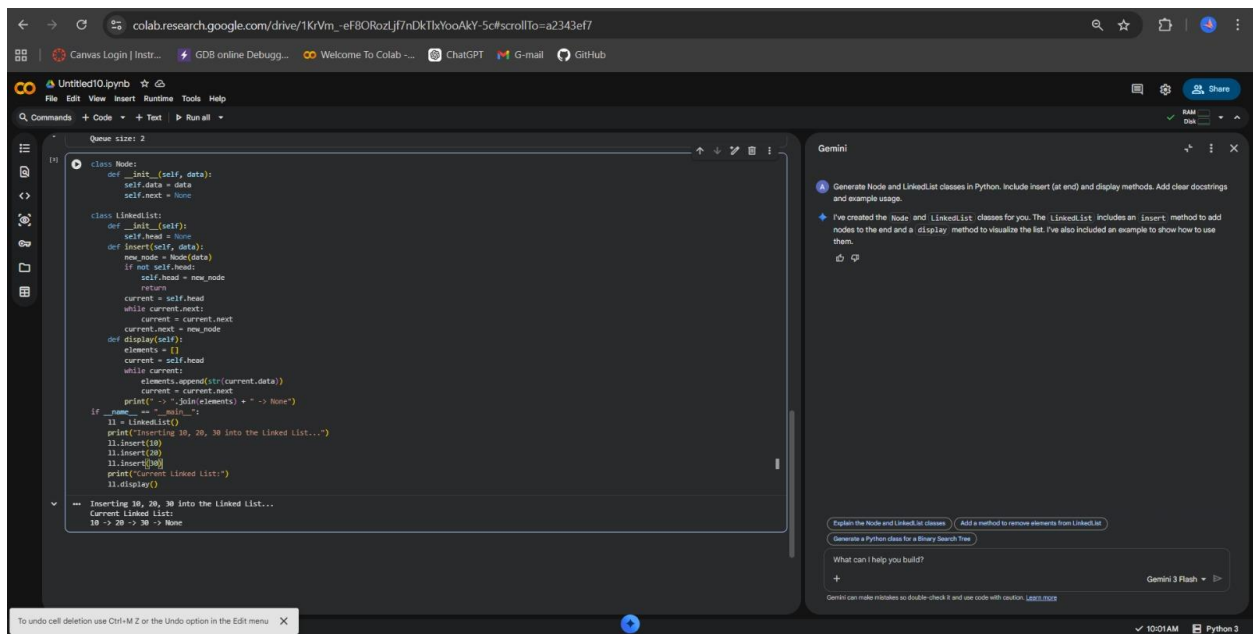 colab.research.google.com/drive/1KrVm_-eF8ORozLjf7nDkTlxYooAkY-5c#scrollTo=a2343ef7
Canvas Login | Instr... GDB online Debugg... Welcome To Colab -... ChatGPT G-mail GitHub
Untitled10.ipynb
File Edit View Insert Runtime Tools Help
Share
Commands + Code + Text Run all
RAM
Disk
Queue size: 2
[3]
class Node:
def __init__(self, data):
self.data = data
self.next = None
class LinkedList:
def __init__(self):
self.head = None
def insert(self, data):
new_node = Node(data)
if not self.head:
self.head = new_node
return
current = self.head
while current.next:
current = current.next
current.next = new_node
def display(self):
elements = []
current = self.head
while current:
elements.append(str(current.data))
current = current.next
print(" -> ".join(elements) + " -> None")
if __name__ == "__main__":
ll = LinkedList()
print("Inserting 10, 20, 30 into the Linked List...")
ll.insert(10)
ll.insert(20)
ll.insert(30)
print("Current Linked List:")
ll.display()
... Inserting 10, 20, 30 into the Linked List...
Current Linked List:
10 -> 20 -> 30 -> None
Gemini
A Generate Node and LinkedList classes in Python. Include insert (at end) and display methods. Add clear docstrings
and example usage.
I've created the Node and LinkedList classes for you. The LinkedList includes an insert method to add
nodes to the end and a display method to visualize the list. I've also included an example to show how to use
them.
Explain the Node and LinkedList classes Add a method to remove elements from LinkedList
Generate a Python class for a Binary Search Tree
What can I help you build?
+ Gemini 3 Flash
Gemini can make mistakes so double-check it and use code with caution. Learn more
To undo cell deletion use Ctrl+M Z or the Undo option in the Edit menu X
10:01 AM Python 3